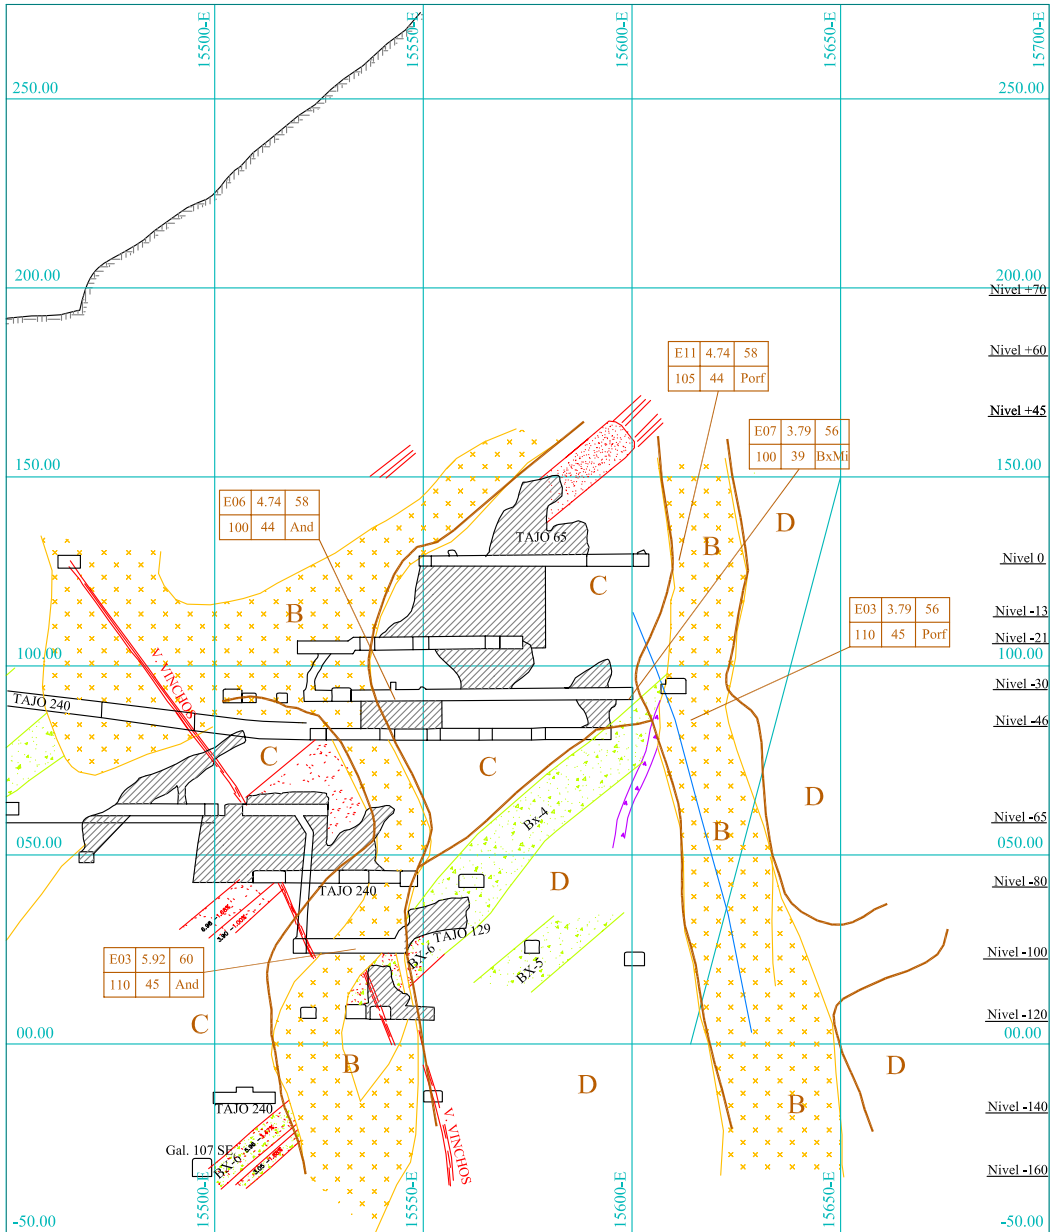 15500-E
15550-E
15600-E
15650-E
15700-E
250.00
250.00
200.00
200.00
Nivel +70
Nivel +60
E11 4.74 58
105 44 Porf
Nivel +45
E07 3.79 56
100 39 BxMi
150.00
150.00
E06 4.74 58
100 44 And
D
B
TAJO 65
Nivel 0
C
B
E03 3.79 56
110 45 Porf
Nivel -13
Nivel -21
100.00
100.00
V. VINCHOS
Nivel -30
TAJO 240
Nivel -46
C
C
D
Bx-4
B
Nivel -65
050.00
050.00
D
TAJO 240
Nivel -80
TAJO 129
BX-6
BX-5
Nivel -100
E03 5.92 60
110 45 And
C
Nivel -120
00.00
00.00
B
D
D
TAJO 240
V. VINCHOS
B
Nivel -140
Gal. 107 SE
BX-6
Nivel -160
-50.00
15500-E
15550-E
15600-E
15650-E
-50.00